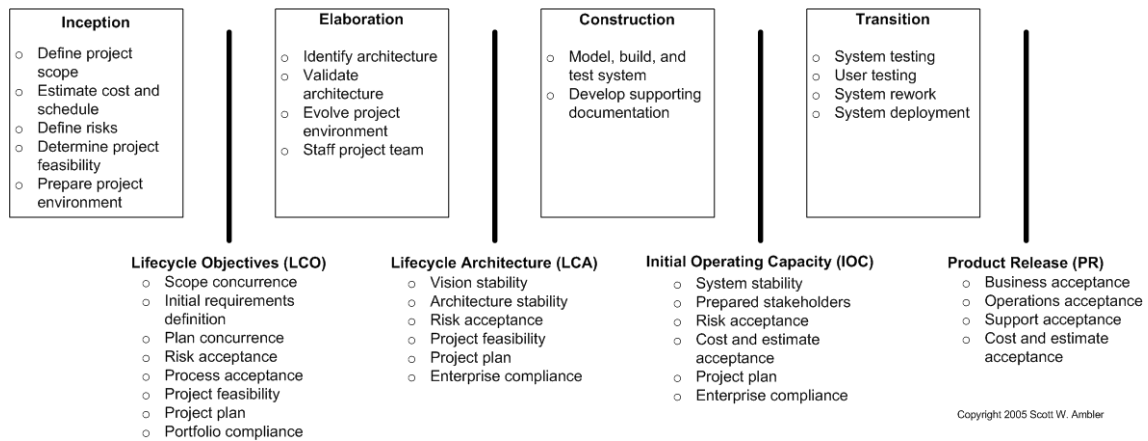 Inception
○ Define project
scope
○ Estimate cost and
schedule
○ Define risks
○ Determine project
feasibility
○ Prepare project
environment
Elaboration
○ Identify architecture
○ Validate
architecture
○ Evolve project
environment
○ Staff project team
Construction
○ Model, build, and
test system
○ Develop supporting
documentation
Transition
○ System testing
○ User testing
○ System rework
○ System deployment
Lifecycle Objectives (LCO)
○ Scope concurrence
○ Initial requirements
definition
○ Plan concurrence
○ Risk acceptance
○ Process acceptance
○ Project feasibility
○ Project plan
○ Portfolio compliance
Lifecycle Architecture (LCA)
○ Vision stability
○ Architecture stability
○ Risk acceptance
○ Project feasibility
○ Project plan
○ Enterprise compliance
Initial Operating Capacity (IOC)
○ System stability
○ Prepared stakeholders
○ Risk acceptance
○ Cost and estimate
acceptance
○ Project plan
○ Enterprise compliance
Product Release (PR)
○ Business acceptance
○ Operations acceptance
○ Support acceptance
○ Cost and estimate
acceptance
Copyright 2005 Scott W. Ambler